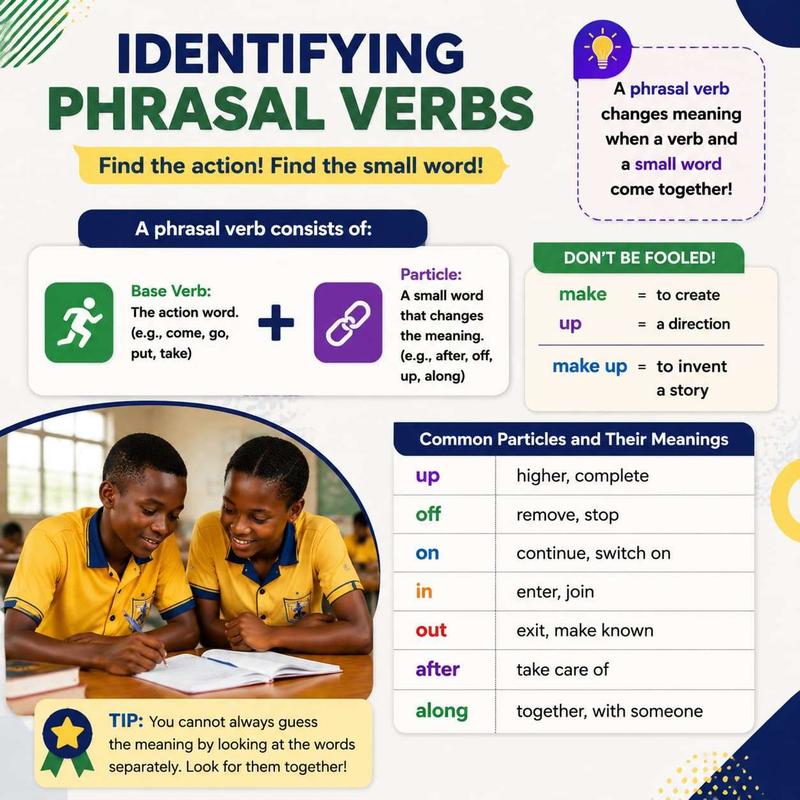 IDENTIFYING
PHRASAL VERBS
Find the action! Find the small word!
A phrasal verb
changes meaning
when a verb and
a small word
come together!
A phrasal verb consists of:
Base Verb:
The action word.
(e.g., come, go,
put, take)
+
Particle:
A small word
that changes
the meaning.
(e.g., after, off,
up, along)
DON'T BE FOOLED!
make = to create
up = a direction
make up = to invent
a story
Common Particles and Their Meanings
up higher, complete
off remove, stop
on continue, switch on
in enter, join
out exit, make known
after take care of
along together, with someone
TIP: You cannot always guess
the meaning by looking at the words
separately. Look for them together!